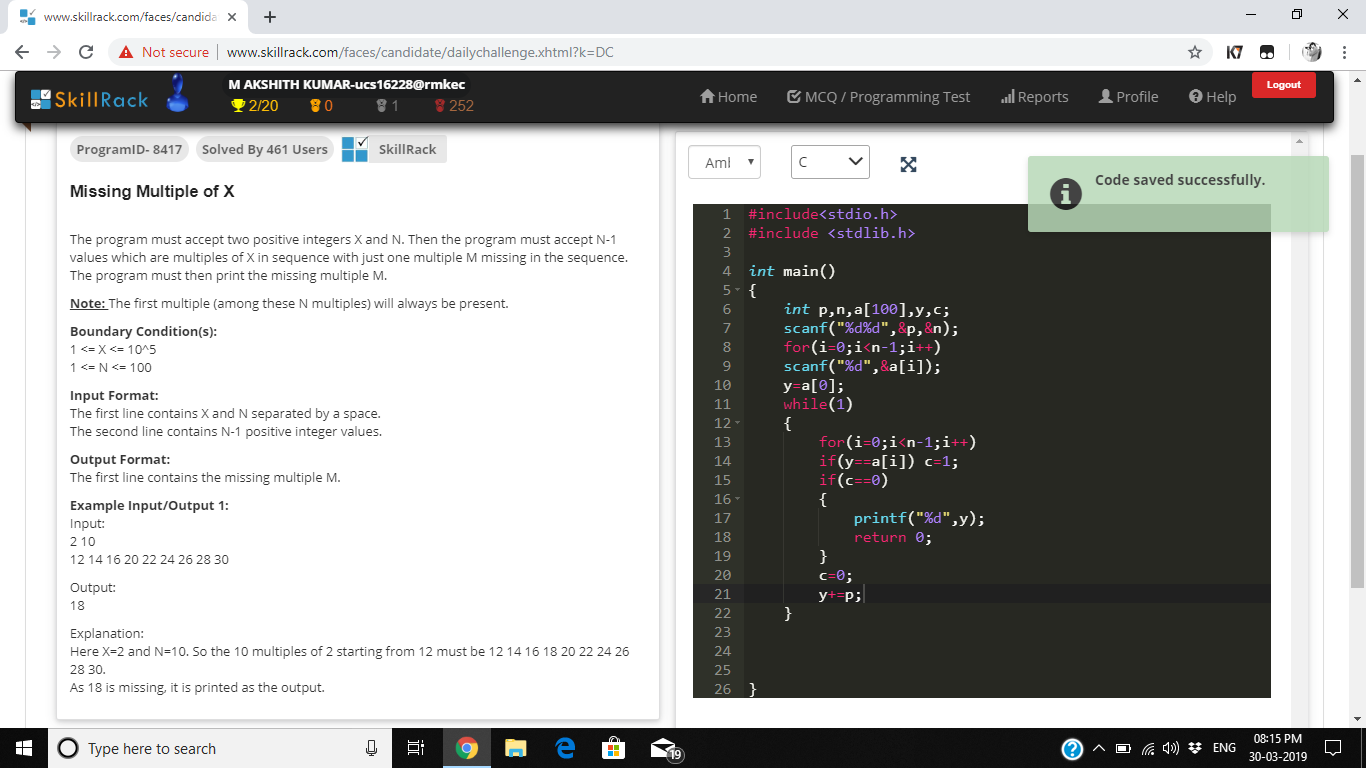 www.skillrack.com/faces/candida
Not secure www.skillrack.com/faces/candidate/dailychallenge.xhtml?k=DC
SkillRack
M AKSHITH KUMAR-ucs16228@rmkec
2/20 0 1 252
Home MCQ / Programming Test Reports Profile Help Logout
ProgramID- 8417 Solved By 461 Users SkillRack
Missing Multiple of X
The program must accept two positive integers X and N. Then the program must accept N-1
values which are multiples of X in sequence with just one multiple M missing in the sequence.
The program must then print the missing multiple M.
Note: The first multiple (among these N multiples) will always be present.
Boundary Condition(s):
1 <= X <= 10^5
1 <= N <= 100
Input Format:
The first line contains X and N separated by a space.
The second line contains N-1 positive integer values.
Output Format:
The first line contains the missing multiple M.
Example Input/Output 1:
Input:
2 10
12 14 16 20 22 24 26 28 30
Output:
18
Explanation:
Here X=2 and N=10. So the 10 multiples of 2 starting from 12 must be 12 14 16 18 20 22 24 26
28 30.
As 18 is missing, it is printed as the output.
Aml C
Code saved successfully.
1 #include<stdio.h>
2 #include <stdlib.h>
3
4 int main()
5 {
6 int p,n,a[100],y,c;
7 scanf("%d%d",&p,&n);
8 for(i=0;i<n-1;i++)
9 scanf("%d",&a[i]);
10 y=a[0];
11 while(1)
12 {
13 for(i=0;i<n-1;i++)
14 if(y==a[i]) c=1;
15 if(c==0)
16 {
17 printf("%d",y);
18 return 0;
19 }
20 c=0;
21 y+=p;
22 }
23
24
25
26 }
Type here to search
19
ENG
08:15 PM
30-03-2019